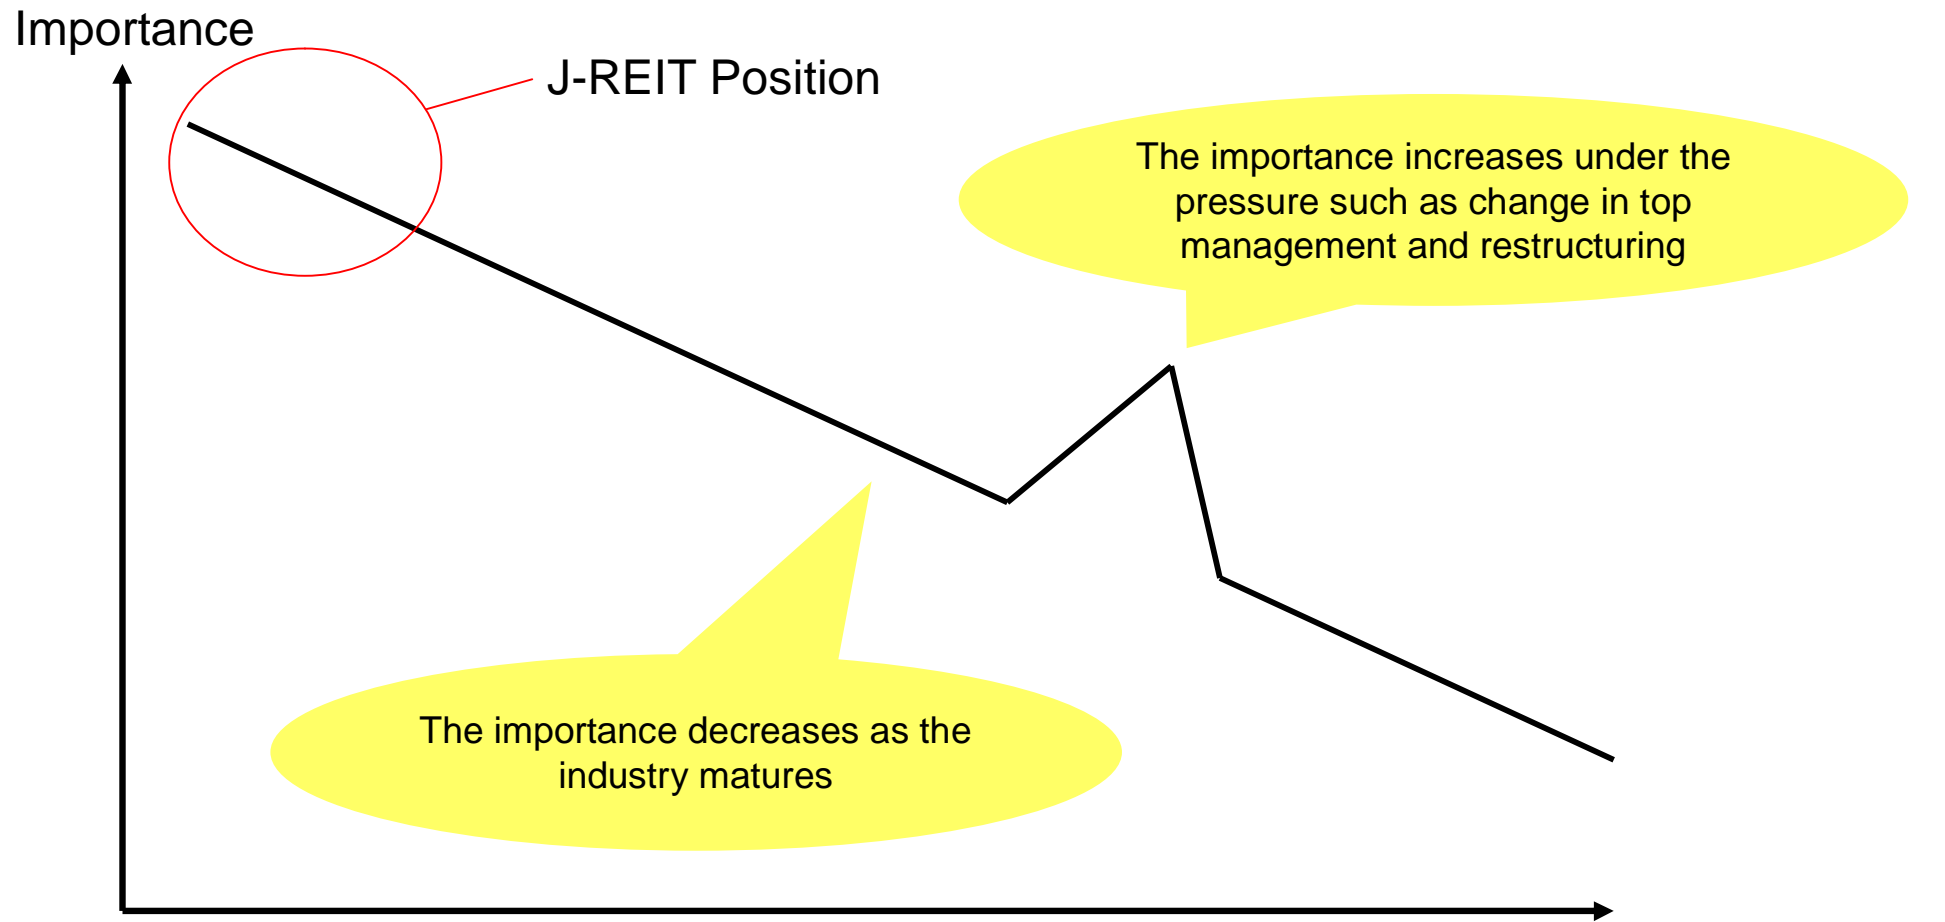 Importance
J-REIT Position
The importance increases under the
pressure such as change in top
management and restructuring
The importance decreases as the
industry matures